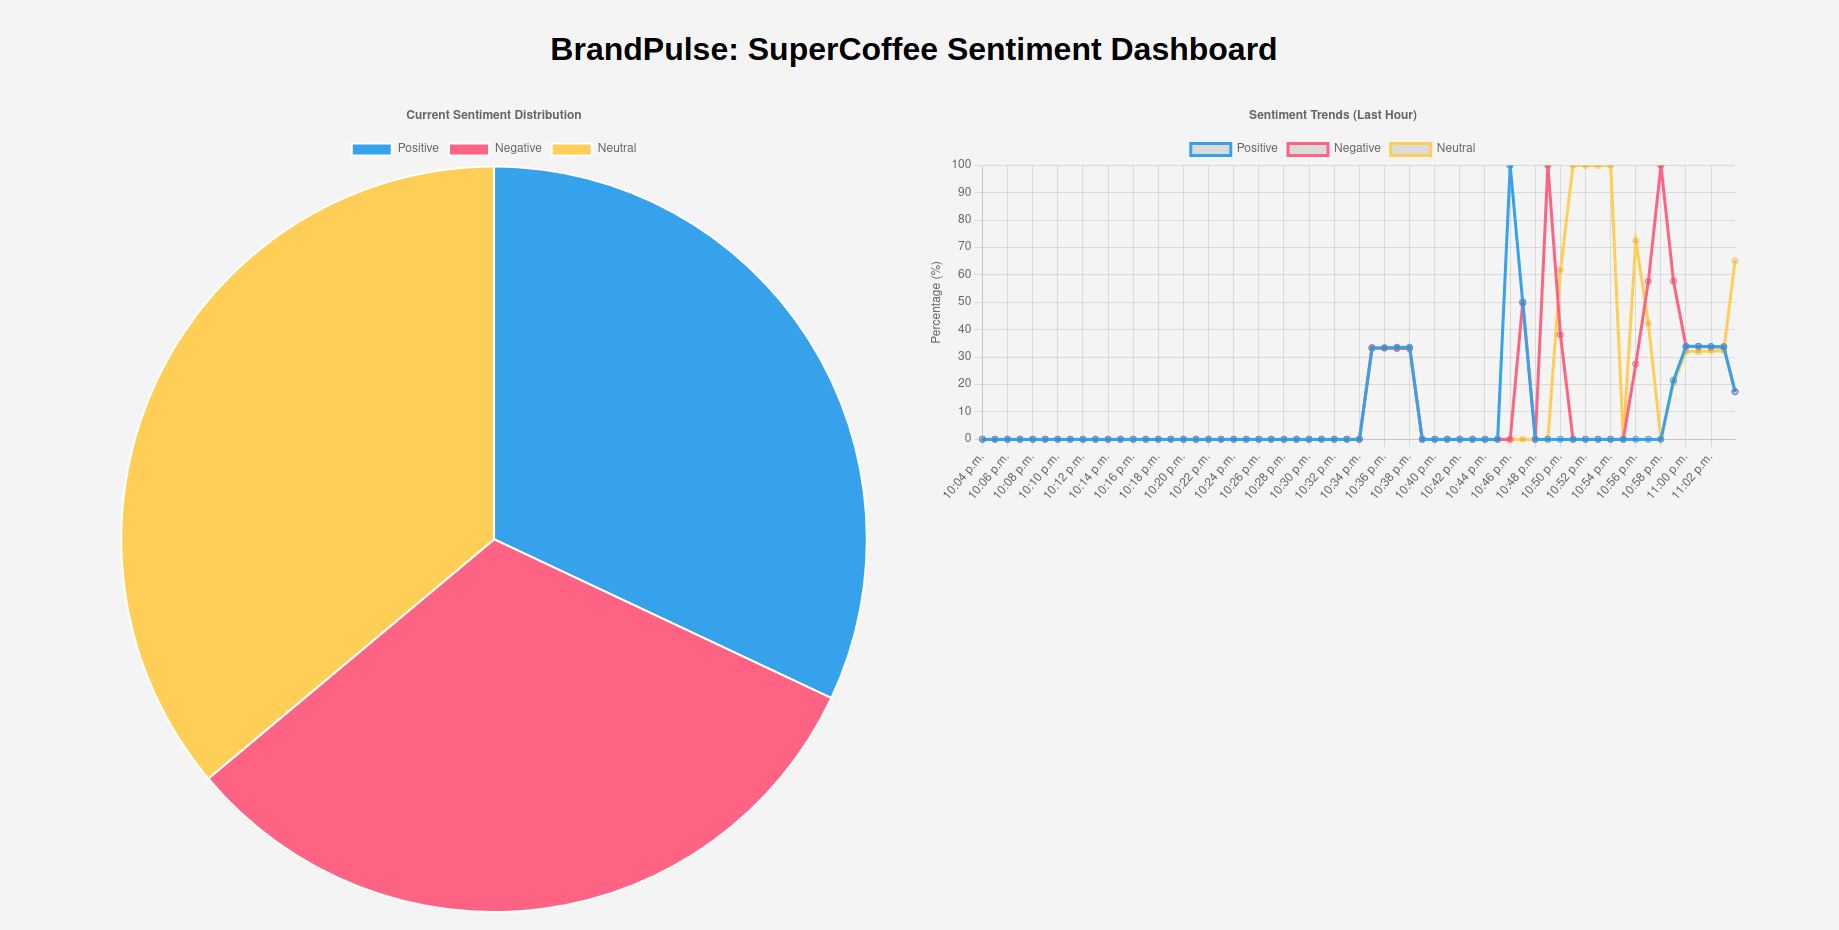 BrandPulse: SuperCoffee Sentiment Dashboard
Current Sentiment Distribution
Positive Negative Neutral
Sentiment Trends (Last Hour)
Positive Negative Neutral
Percentage (%)
100
90
80
70
60
50
40
30
20
10
0
10:04 p.m.
10:06 p.m.
10:08 p.m.
10:10 p.m.
10:12 p.m.
10:14 p.m.
10:16 p.m.
10:18 p.m.
10:20 p.m.
10:22 p.m.
10:24 p.m.
10:26 p.m.
10:28 p.m.
10:30 p.m.
10:32 p.m.
10:34 p.m.
10:36 p.m.
10:38 p.m.
10:40 p.m.
10:42 p.m.
10:44 p.m.
10:46 p.m.
10:48 p.m.
10:50 p.m.
10:52 p.m.
10:54 p.m.
10:56 p.m.
10:58 p.m.
11:00 p.m.
11:02 p.m.